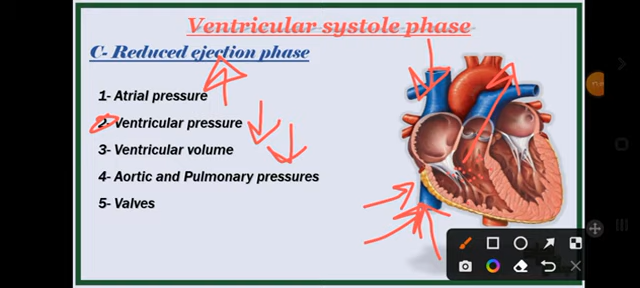 Ventricular systole phase
C- Reduced ejection phase
1- Atrial pressure
2- Ventricular pressure
3- Ventricular volume
4- Aortic and Pulmonary pressures
5- Valves